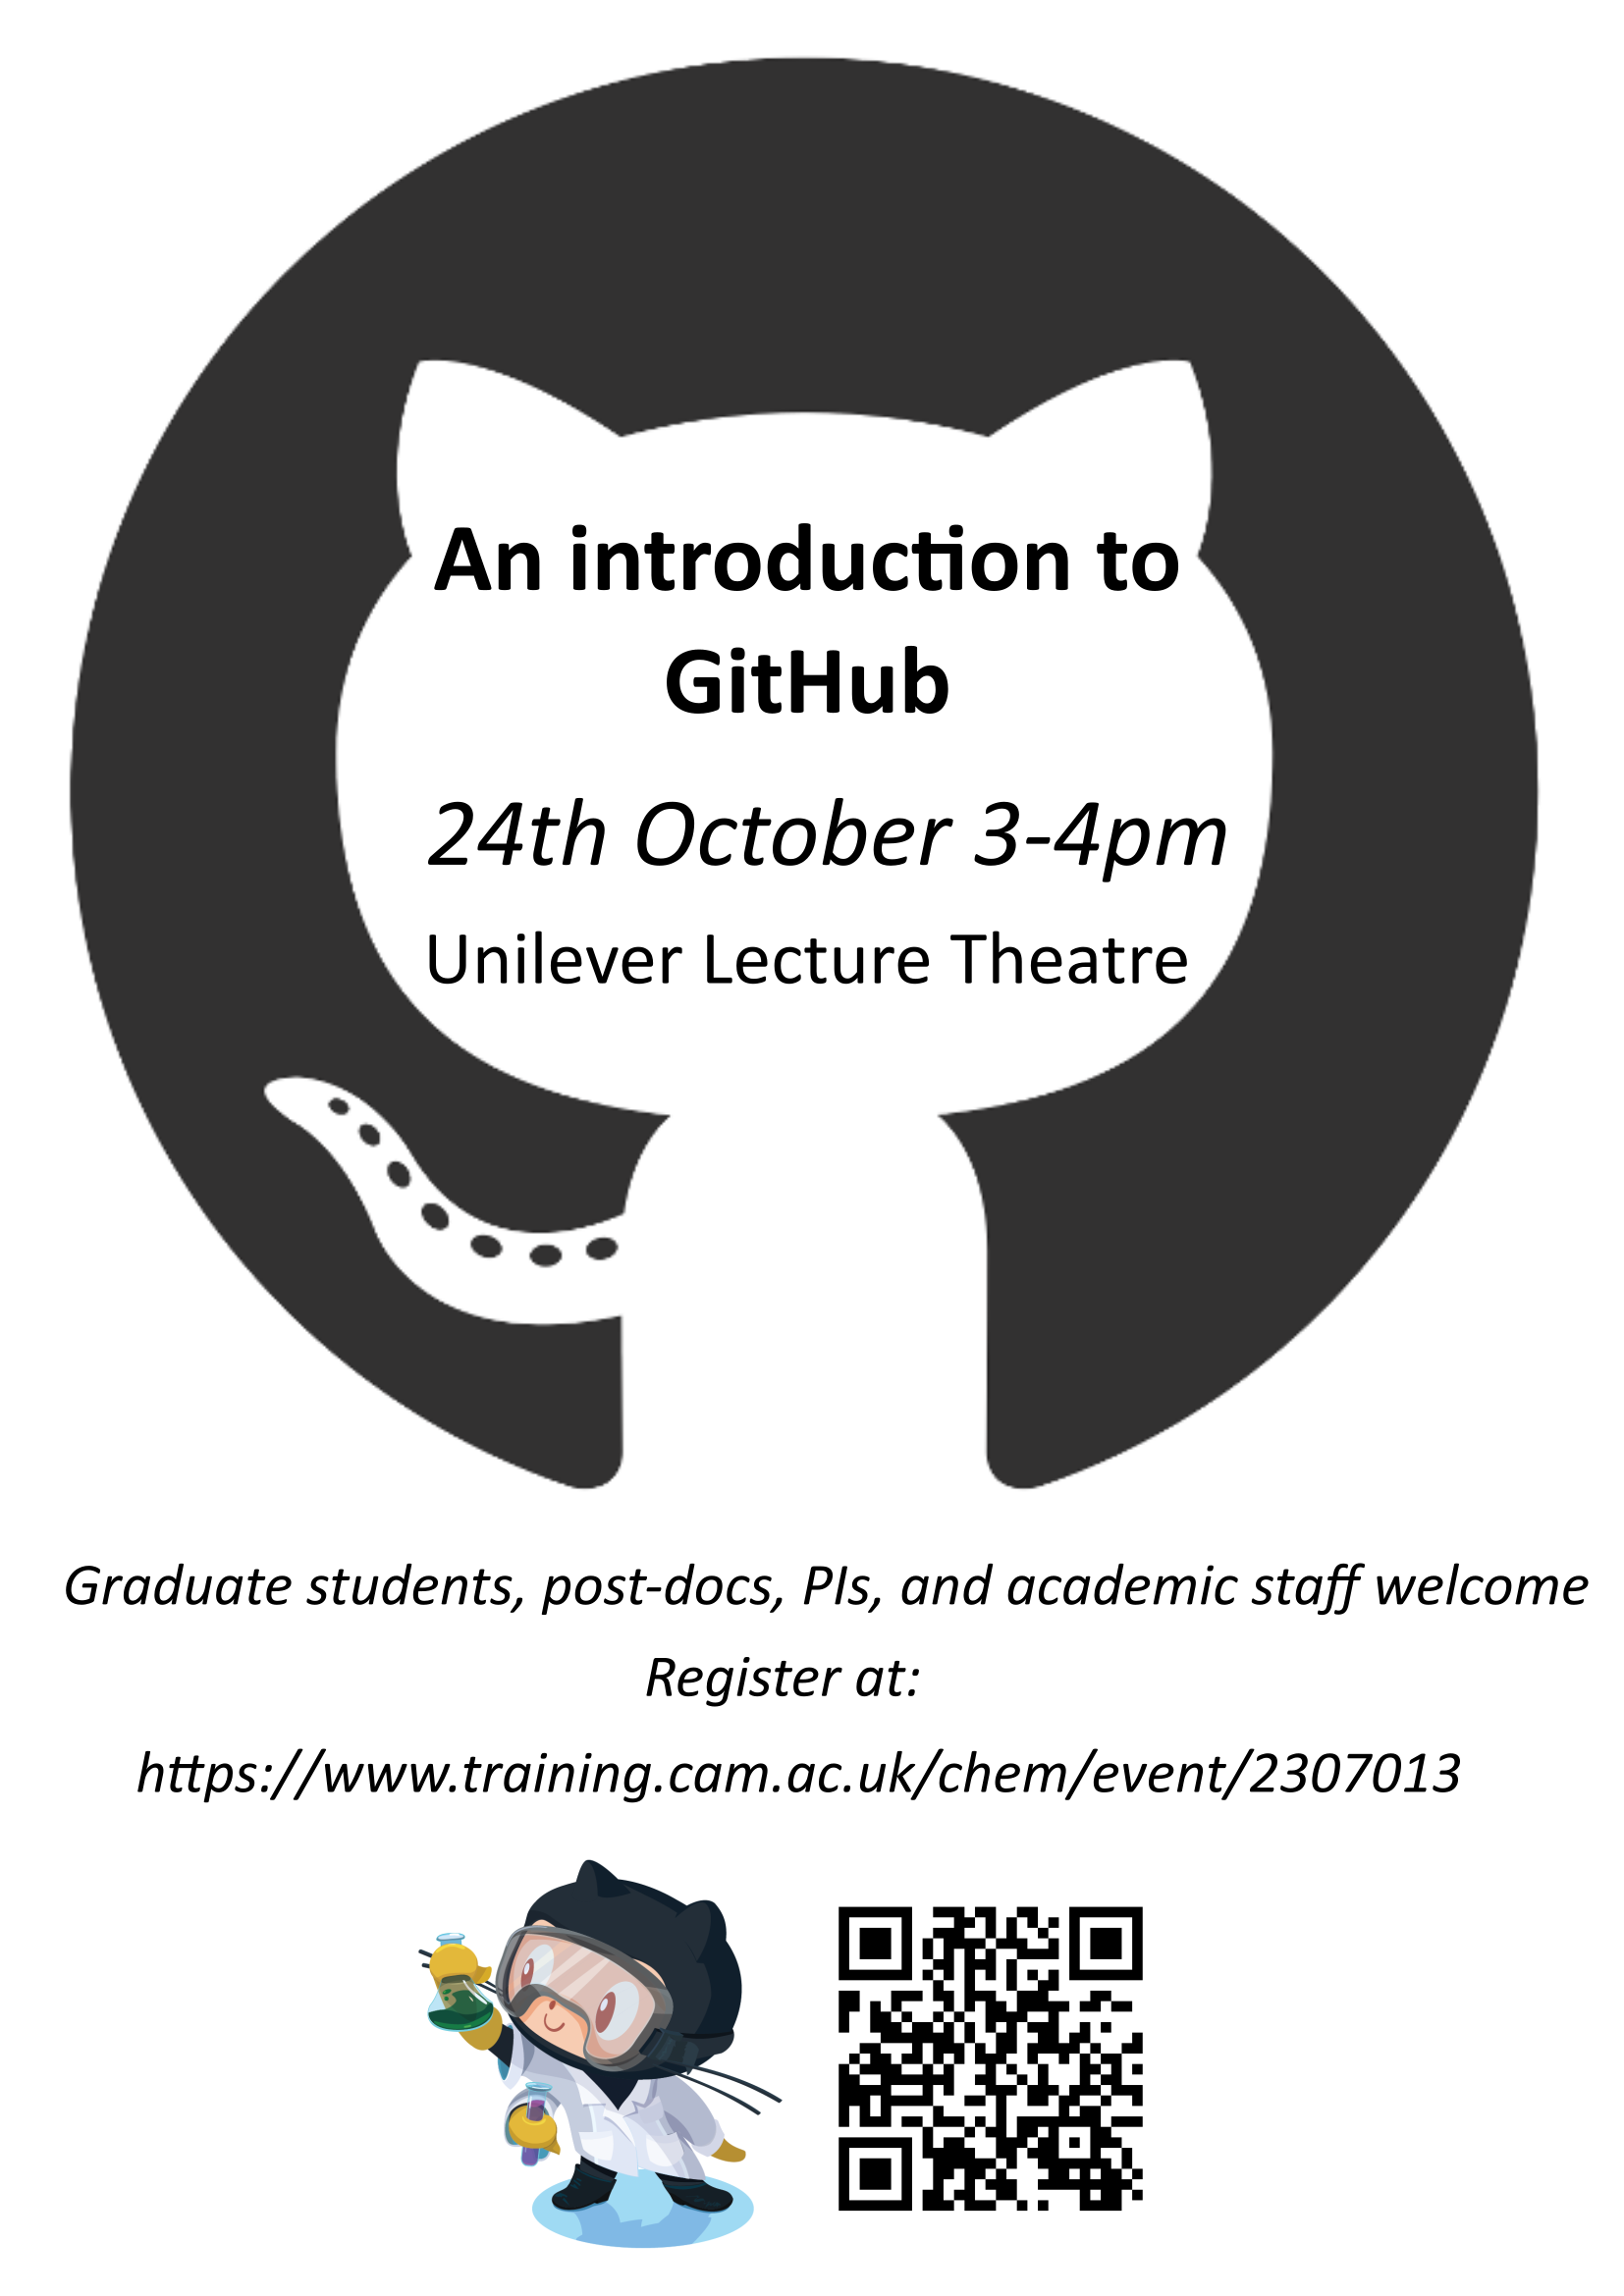 An introduction to
GitHub
24th October 3-4pm
Unilever Lecture Theatre
Graduate students, post-docs, PIs, and academic staff welcome
Register at:
https://www.training.cam.ac.uk/chem/event/2307013